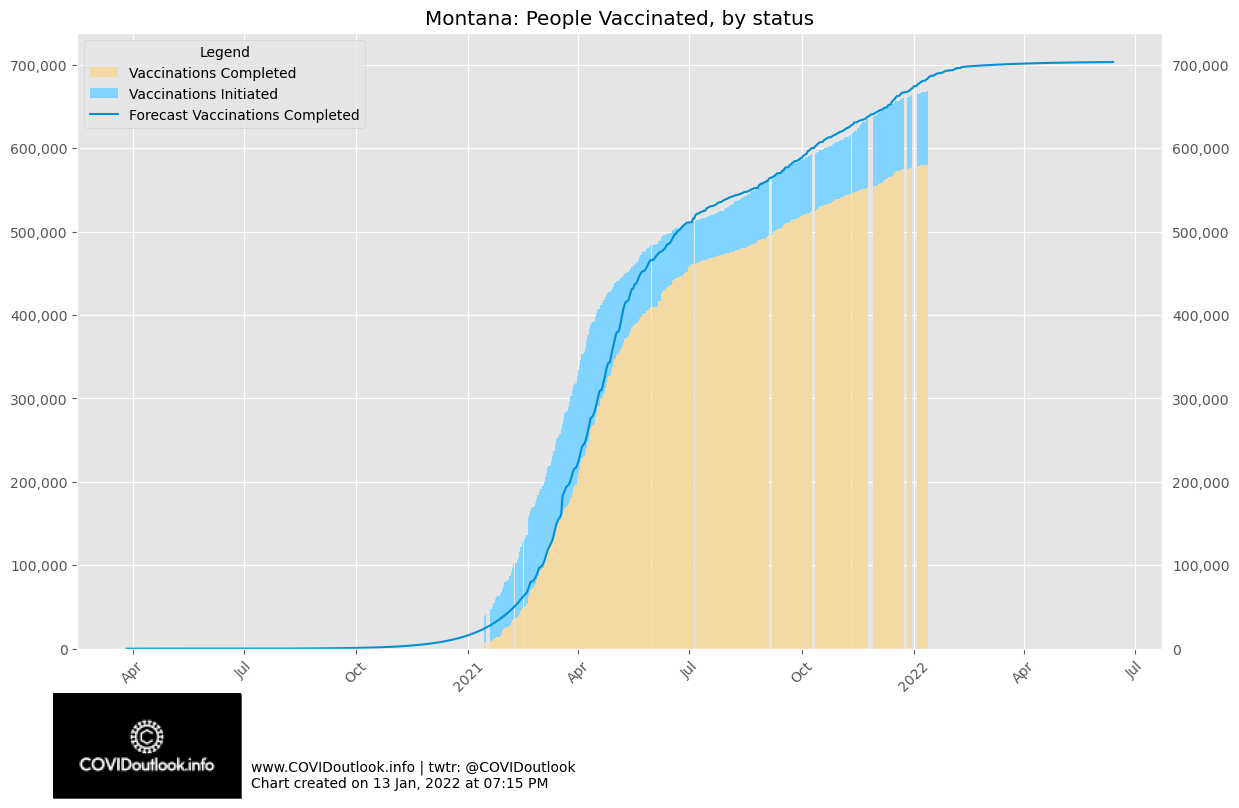 Montana: People Vaccinated, by status
Legend
Vaccinations Completed
Vaccinations Initiated
Forecast Vaccinations Completed
700,000
600,000
500,000
400,000
300,000
200,000
100,000
0
700,000
600,000
500,000
400,000
300,000
200,000
100,000
0
Apr
Jul
Oct
2021
Apr
Jul
Oct
2022
Apr
Jul
COVIDoutlook.info
www.COVIDoutlook.info | twtr: @COVIDoutlook
Chart created on 13 Jan, 2022 at 07:15 PM